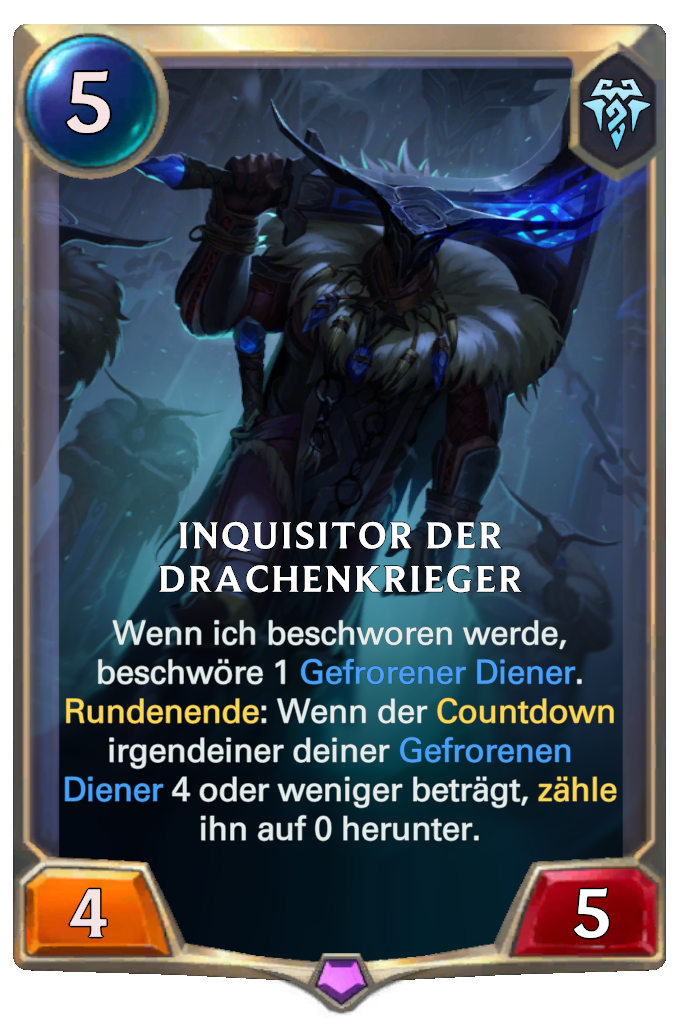 5
INQUISITOR DER
DRACHENKRIEGER
Wenn ich beschworen werde,
beschwöre 1 Gefrorener Diener.
Rundenende: Wenn der Countdown
irgendeiner deiner Gefrorenen
Diener 4 oder weniger beträgt, zähle
ihn auf 0 herunter.
4
5